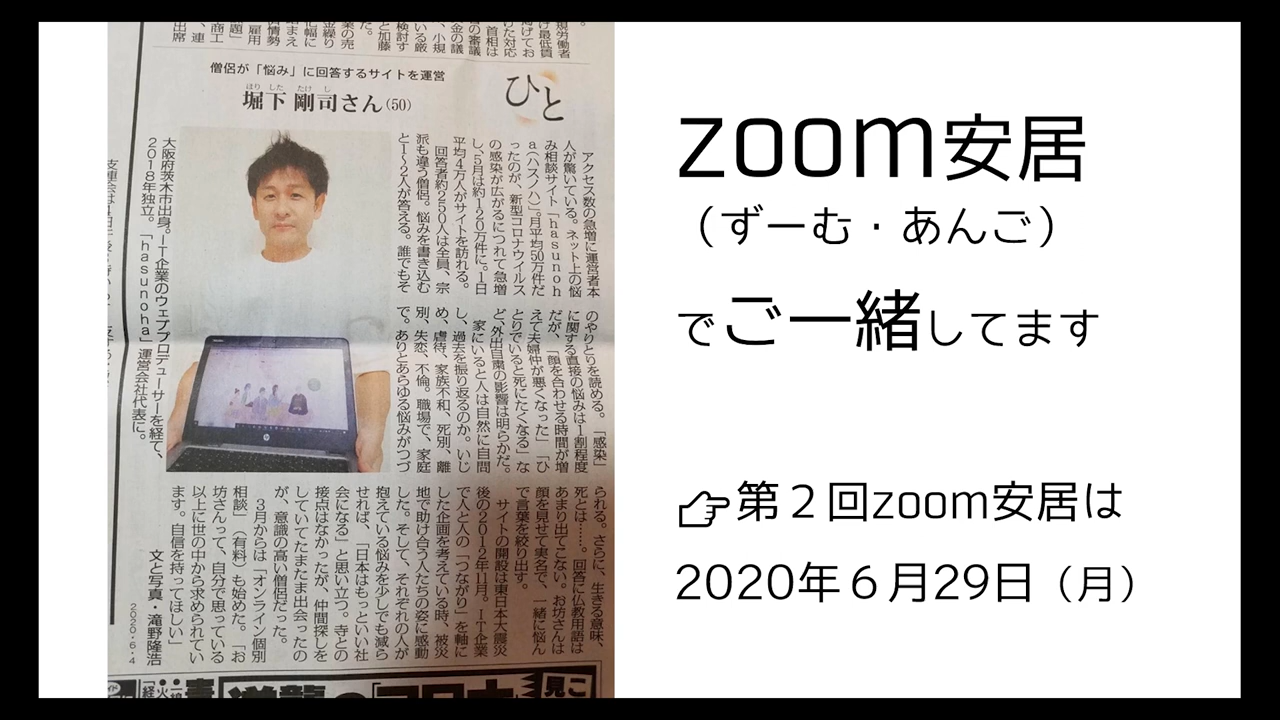 僧侶が「悩み」に回答するサイトを運営
ほり した たけ し
堀下 剛司さん(50)
ひと
アクセス数の急増に運営者本
人が驚いている。ネット上の悩
み相談サイト「hasunoh
a(ハスノハ)」。月平均50万件だ
ったのが、新型コロナウイルス
の感染が広がるにつれて急増
し、5月は約120万件に。1日
平均4万人がサイトを訪れる。
回答者約250人は全員、宗
派も違う僧侶。悩みを書き込む
と1〜2人が答える。誰でもそ
のやりとりを読める。「感染」
に関する直接の悩みは1割程度
だが、「顔を合わせる時間が増
えて夫婦仲が悪くなった」「ひ
とりでいると死にたくなる」な
ど、外出自粛の影響は明らかだ。
家にいると人は自然に自問
し、過去を振り返るのか。いじ
め、虐待、家族不和、死別、離
別、失恋、不倫。職場で、家庭
で。ありとあらゆる悩みがつづ
られる。さらに、生きる意味、
死とは……。回答に仏教用語は
あまり出てこない。お坊さんは
顔を見せて実名で、一緒に悩ん
で言葉を絞り出す。
サイトの開設は東日本大震災
後の2012年11月。IT企業
で人と人の「つながり」を軸に
した企画を考えている時、被災
地で助け合う人たちの姿に感動
した。そして、それぞれの人が
抱えている悩みを少しでも減ら
せれば、「日本はもっといい社
会になる」と思い立つ。寺との
接点はなかったが、仲間探しを
していてたまたま出会ったの
が、意識の高い僧侶だった。
3月からは「オンライン個別
相談」(有料)も始めた。「お
坊さんって、自分で思っている
以上に世の中から求められてい
ます。自信を持ってほしい」
文と写真・滝野隆浩
2020・6・4
大阪府茨木市出身。IT企業のウェブプロデューサーを経て、
2018年独立。「hasunoha」運営会社代表に。
zoom安居
（ずーむ・あんご）
でご一緒してます
☞第２回zoom安居は
2020年６月29日（月）